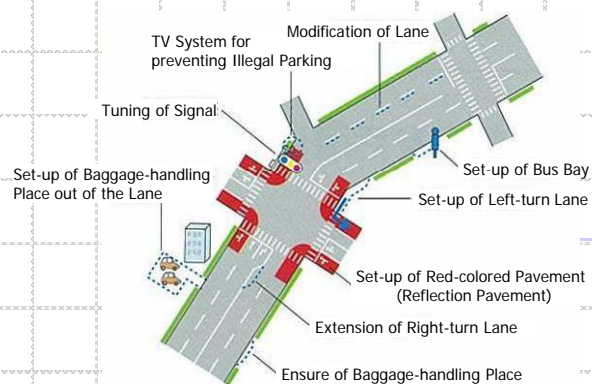 Modification of Lane
TV System for
preventing Illegal Parking
Tuning of Signal
Set-up of Baggage-handling
Place out of the Lane
Set-up of Bus Bay
Set-up of Left-turn Lane
Set-up of Red-colored Pavement
(Reflection Pavement)
Extension of Right-turn Lane
Ensure of Baggage-handling Place